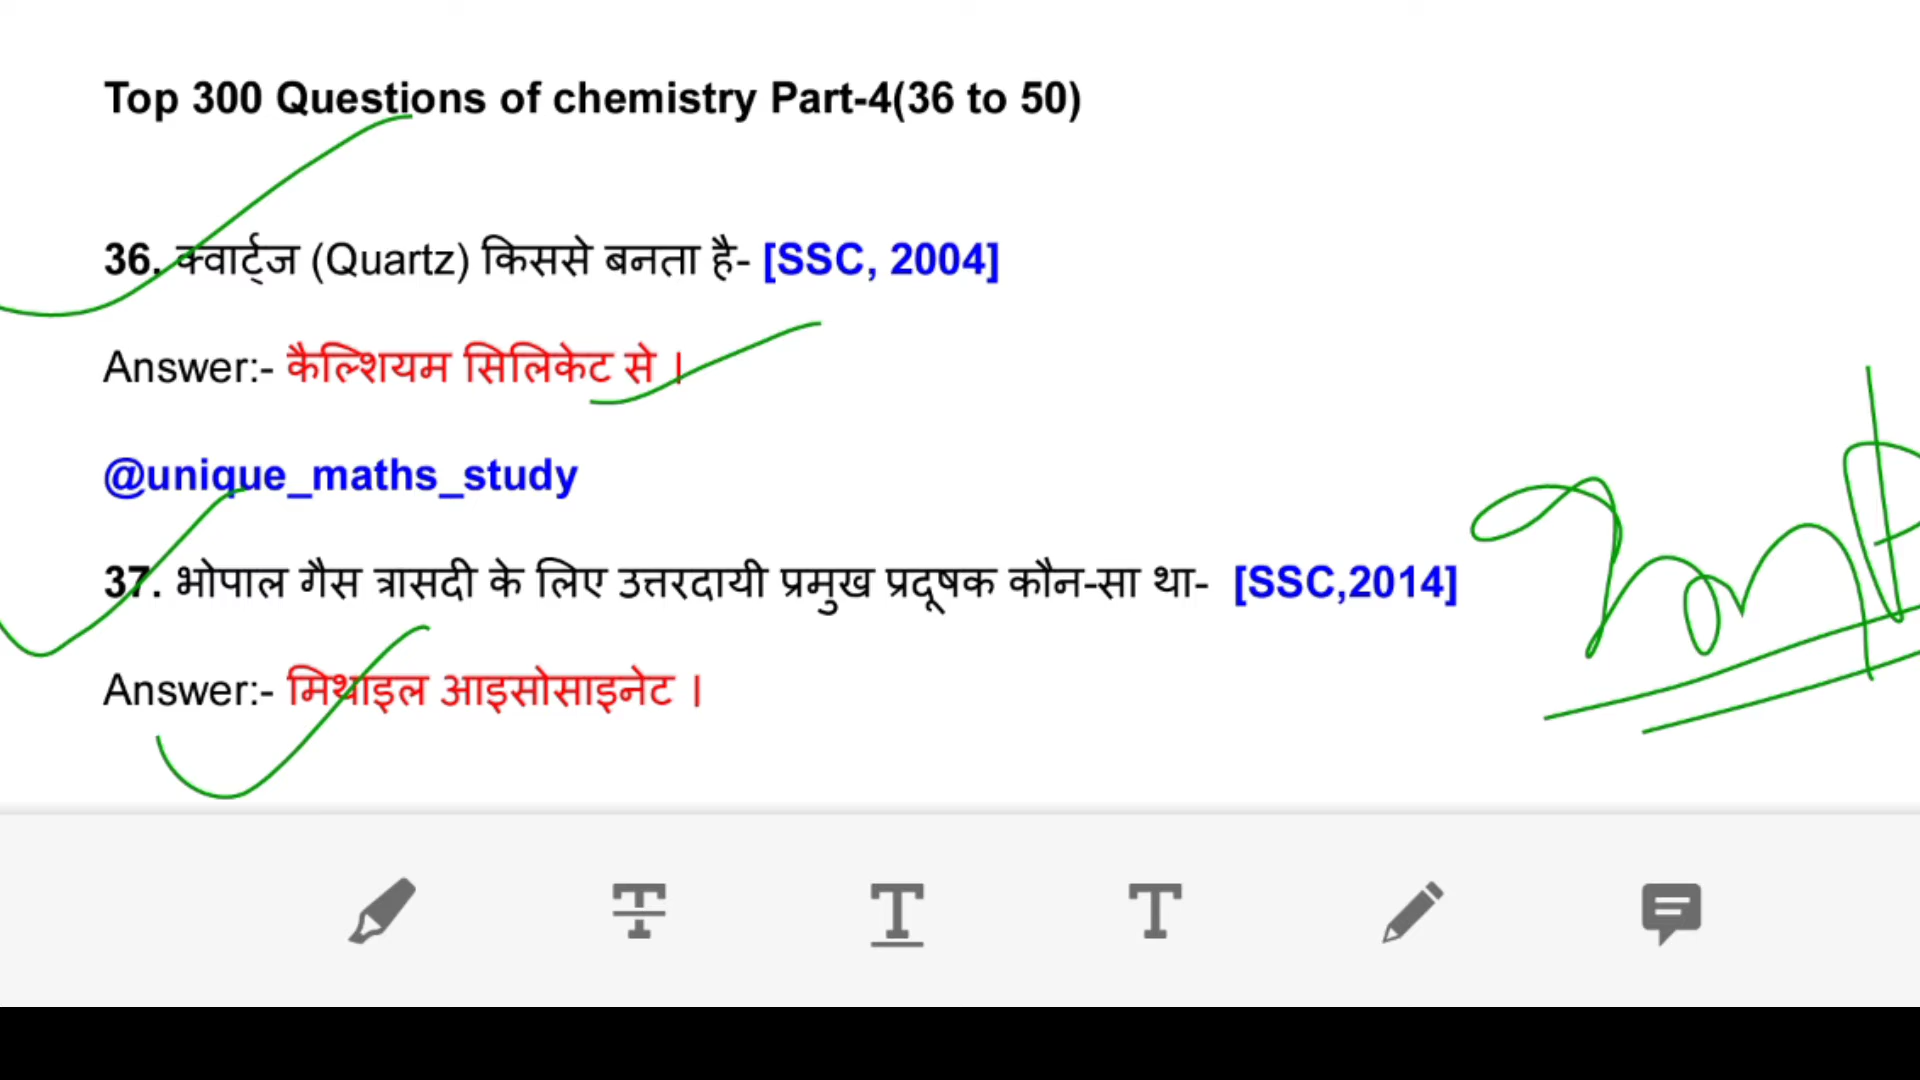 Top 300 Questions of chemistry Part-4(36 to 50)
36. क्वार्ट्ज (Quartz) किससे बनता है- [SSC, 2004]
Answer:- कैल्शियम सिलिकेट से ।
@unique_maths_study
37. भोपाल गैस त्रासदी के लिए उत्तरदायी प्रमुख प्रदूषक कौन-सा था- [SSC,2014]
Answer:- मिथाइल आइसोसाइनेट ।